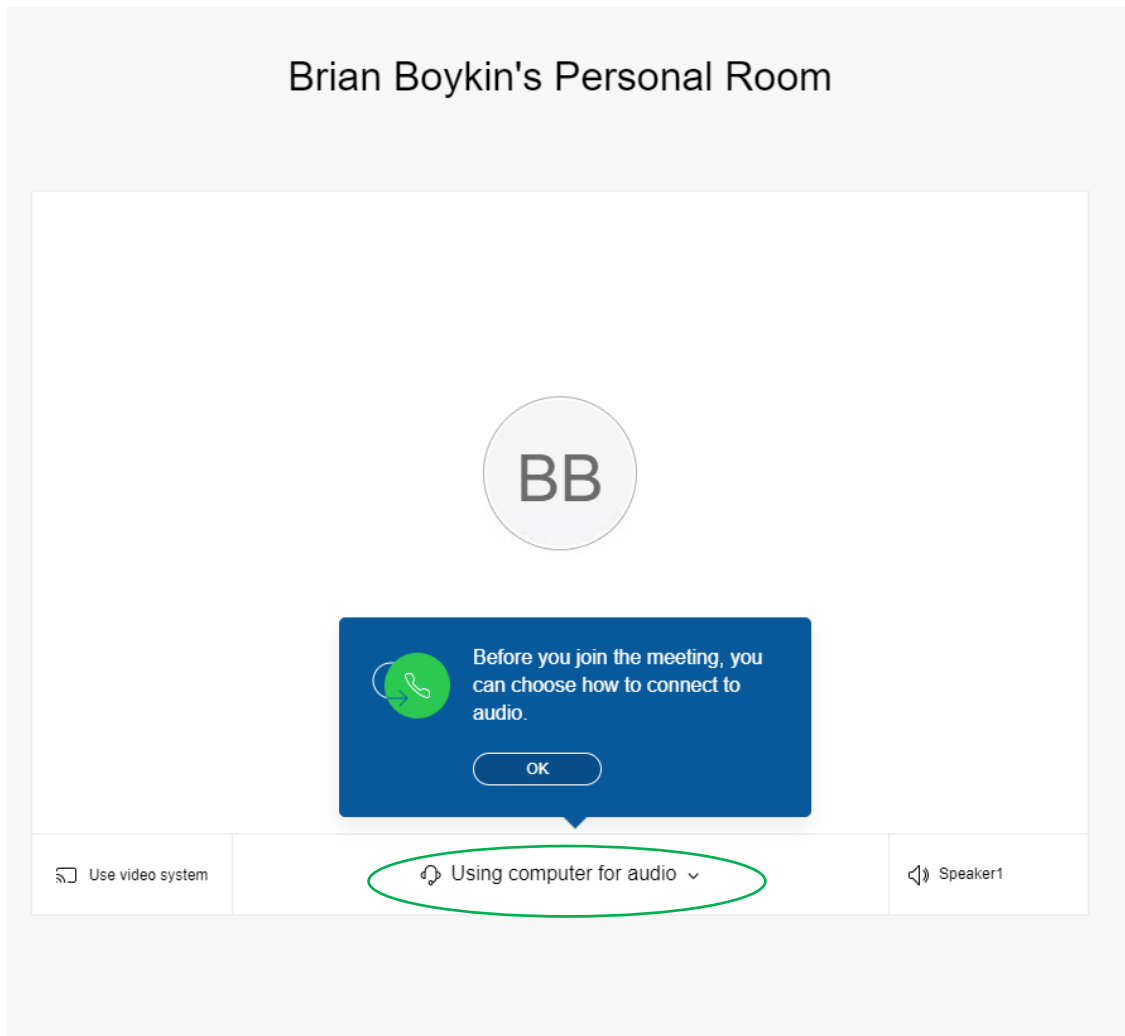 Brian Boykin's Personal Room
BB
Before you join the meeting, you
can choose how to connect to
audio.
OK
Use video system
Using computer for audio
Speaker1